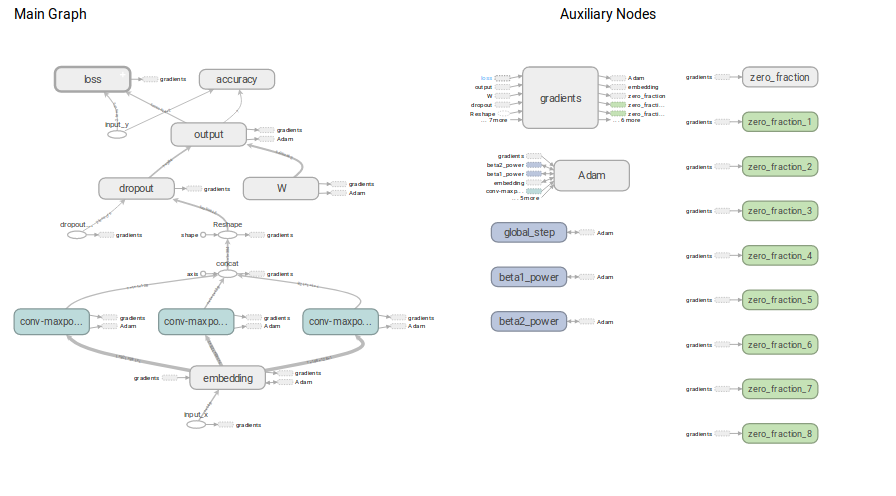 Main Graph
Auxiliary Nodes
loss
gradients
accuracy
input_y
output
gradients
Adam
dropout
gradients
W
gradients
Adam
dropout
gradients
Reshape
shape
gradients
concat
axis
gradients
conv-maxpo...
gradients
Adam
conv-maxpo...
gradients
Adam
conv-maxpo...
gradients
Adam
embedding
gradients
gradients
Adam
input_x
gradients
loss
output
W
dropout
Reshape
... 7 more
gradients
Adam
embedding
zero_fraction
zero_fracti...
zero_fracti...
... 6 more
gradients
beta2_power
beta1_power
embedding
conv-maxp...
... 5 more
Adam
global_step
Adam
beta1_power
Adam
beta2_power
Adam
gradients
zero_fraction
gradients
zero_fraction_1
gradients
zero_fraction_2
gradients
zero_fraction_3
gradients
zero_fraction_4
gradients
zero_fraction_5
gradients
zero_fraction_6
gradients
zero_fraction_7
gradients
zero_fraction_8